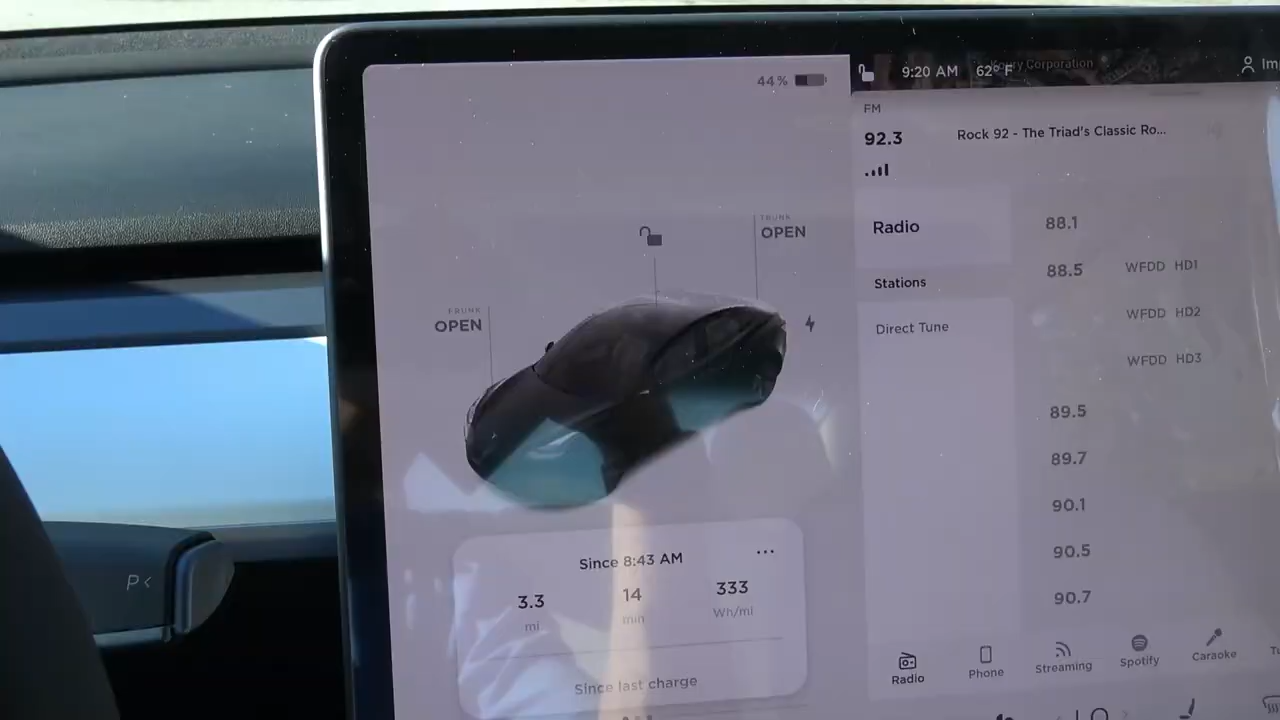 44%
9:20 AM
62° F
Corporation
FM
92.3
Rock 92 - The Triad's Classic Ro...
Radio
Stations
Direct Tune
88.1
88.5
WFDD HD1
WFDD HD2
WFDD HD3
89.5
89.7
90.1
90.5
90.7
TRUNK
OPEN
FRUNK
OPEN
Since 8:43 AM
...
3.3
14
333
mi
min
Wh/mi
Since last charge
P<
Radio
Phone
Streaming
Spotify
Caraoke